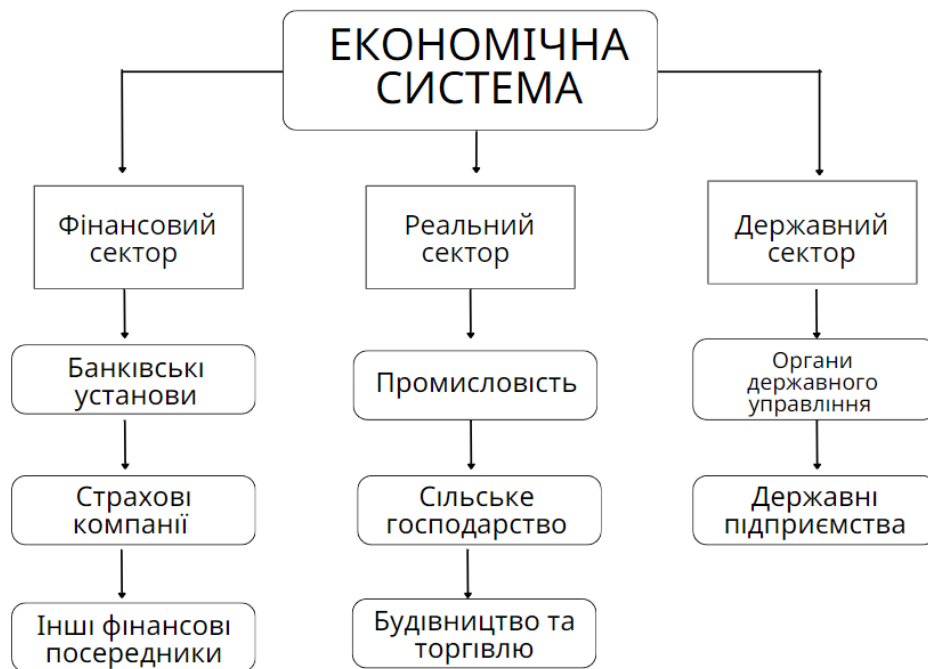 ЕКОНОМІЧНА
СИСТЕМА
Фінансовий
сектор
Реальний
сектор
Державний
сектор
Банківські
установи
Промисловість
Органи
державного
управління
Страхові
компанії
Сільське
господарство
Державні
підприємства
Інші фінансові
посередники
Будівництво та
торгівлю